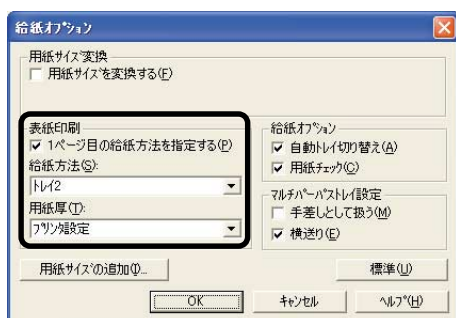 給紙オプション
用紙サイズ変換
用紙サイズを変換する(F)
表紙印刷
1ページ目の給紙方法を指定する(P)
給紙方法(S):
トレイ2
用紙厚(T):
プリンタ設定
給紙オプション
自動トレイ切り替え(A)
用紙チェック(C)
マルチパーパストレイ設定
手差しとして扱う(M)
横送り(E)
用紙サイズの追加(I)...
標準(U)
OK
キャンセル
ヘルプ(H)